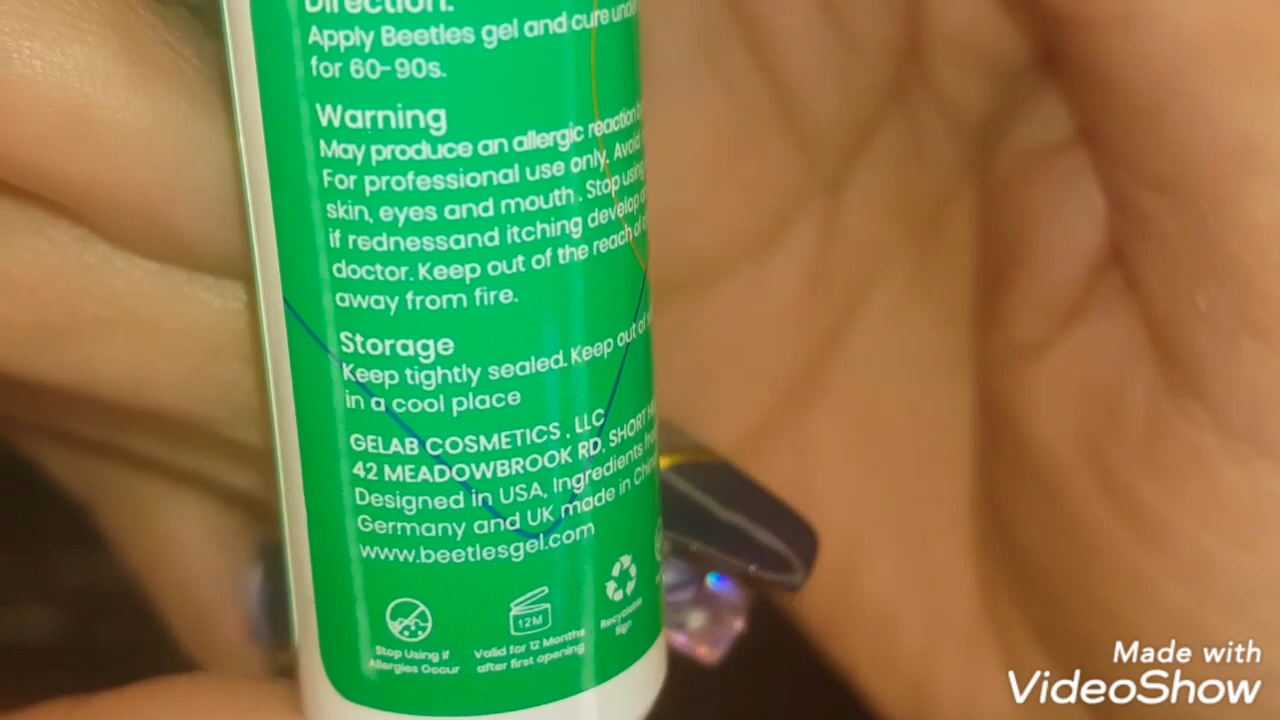 Direction:
Apply Beetles gel and cure under
for 60-90s.
Warning
May produce an allergic reaction
For professional use only. Avoid
skin, eyes and mouth . Stop using
if rednessand itching develop
doctor. Keep out of the reach of
away from fire.
Storage
Keep tightly sealed. Keep out of
in a cool place
GELAB COSMETICS . LLC
42 MEADOWBROOK RD, SHORT
Designed in USA, Ingredients
Germany and UK made in
www.beetlesgel.com
12M
Stop Using if
Allergies Occur
Valid for 12 Months
after first opening
Recyclable
Sign
Made with
VideoShow